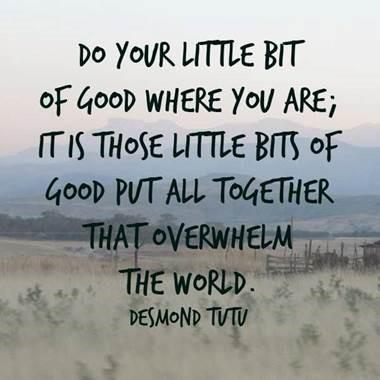 DO YOUR LITTLE BIT
OF GOOD WHERE YOU ARE;
IT IS THOSE LITTLE BITS OF
GOOD PUT ALL TOGETHER
THAT OVERWHELM
THE WORLD.
DESMOND TUTU